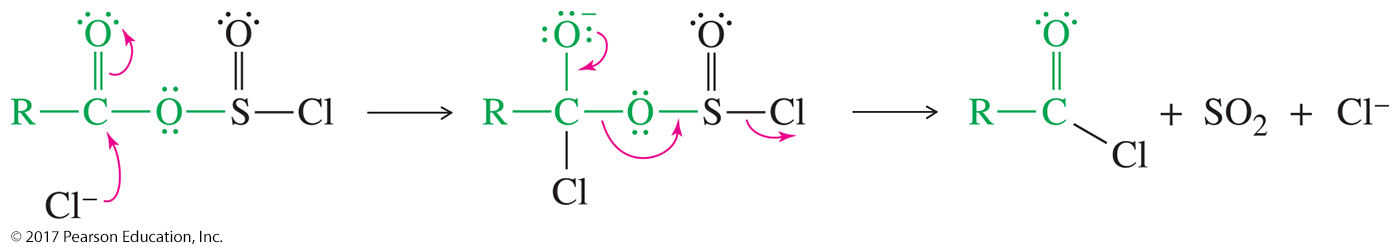 O O O⁻ O O
R—C—O—S—Cl R—C—O—S—Cl R—C + SO₂ + Cl⁻
Cl
Cl⁻ Cl
© 2017 Pearson Education, Inc.